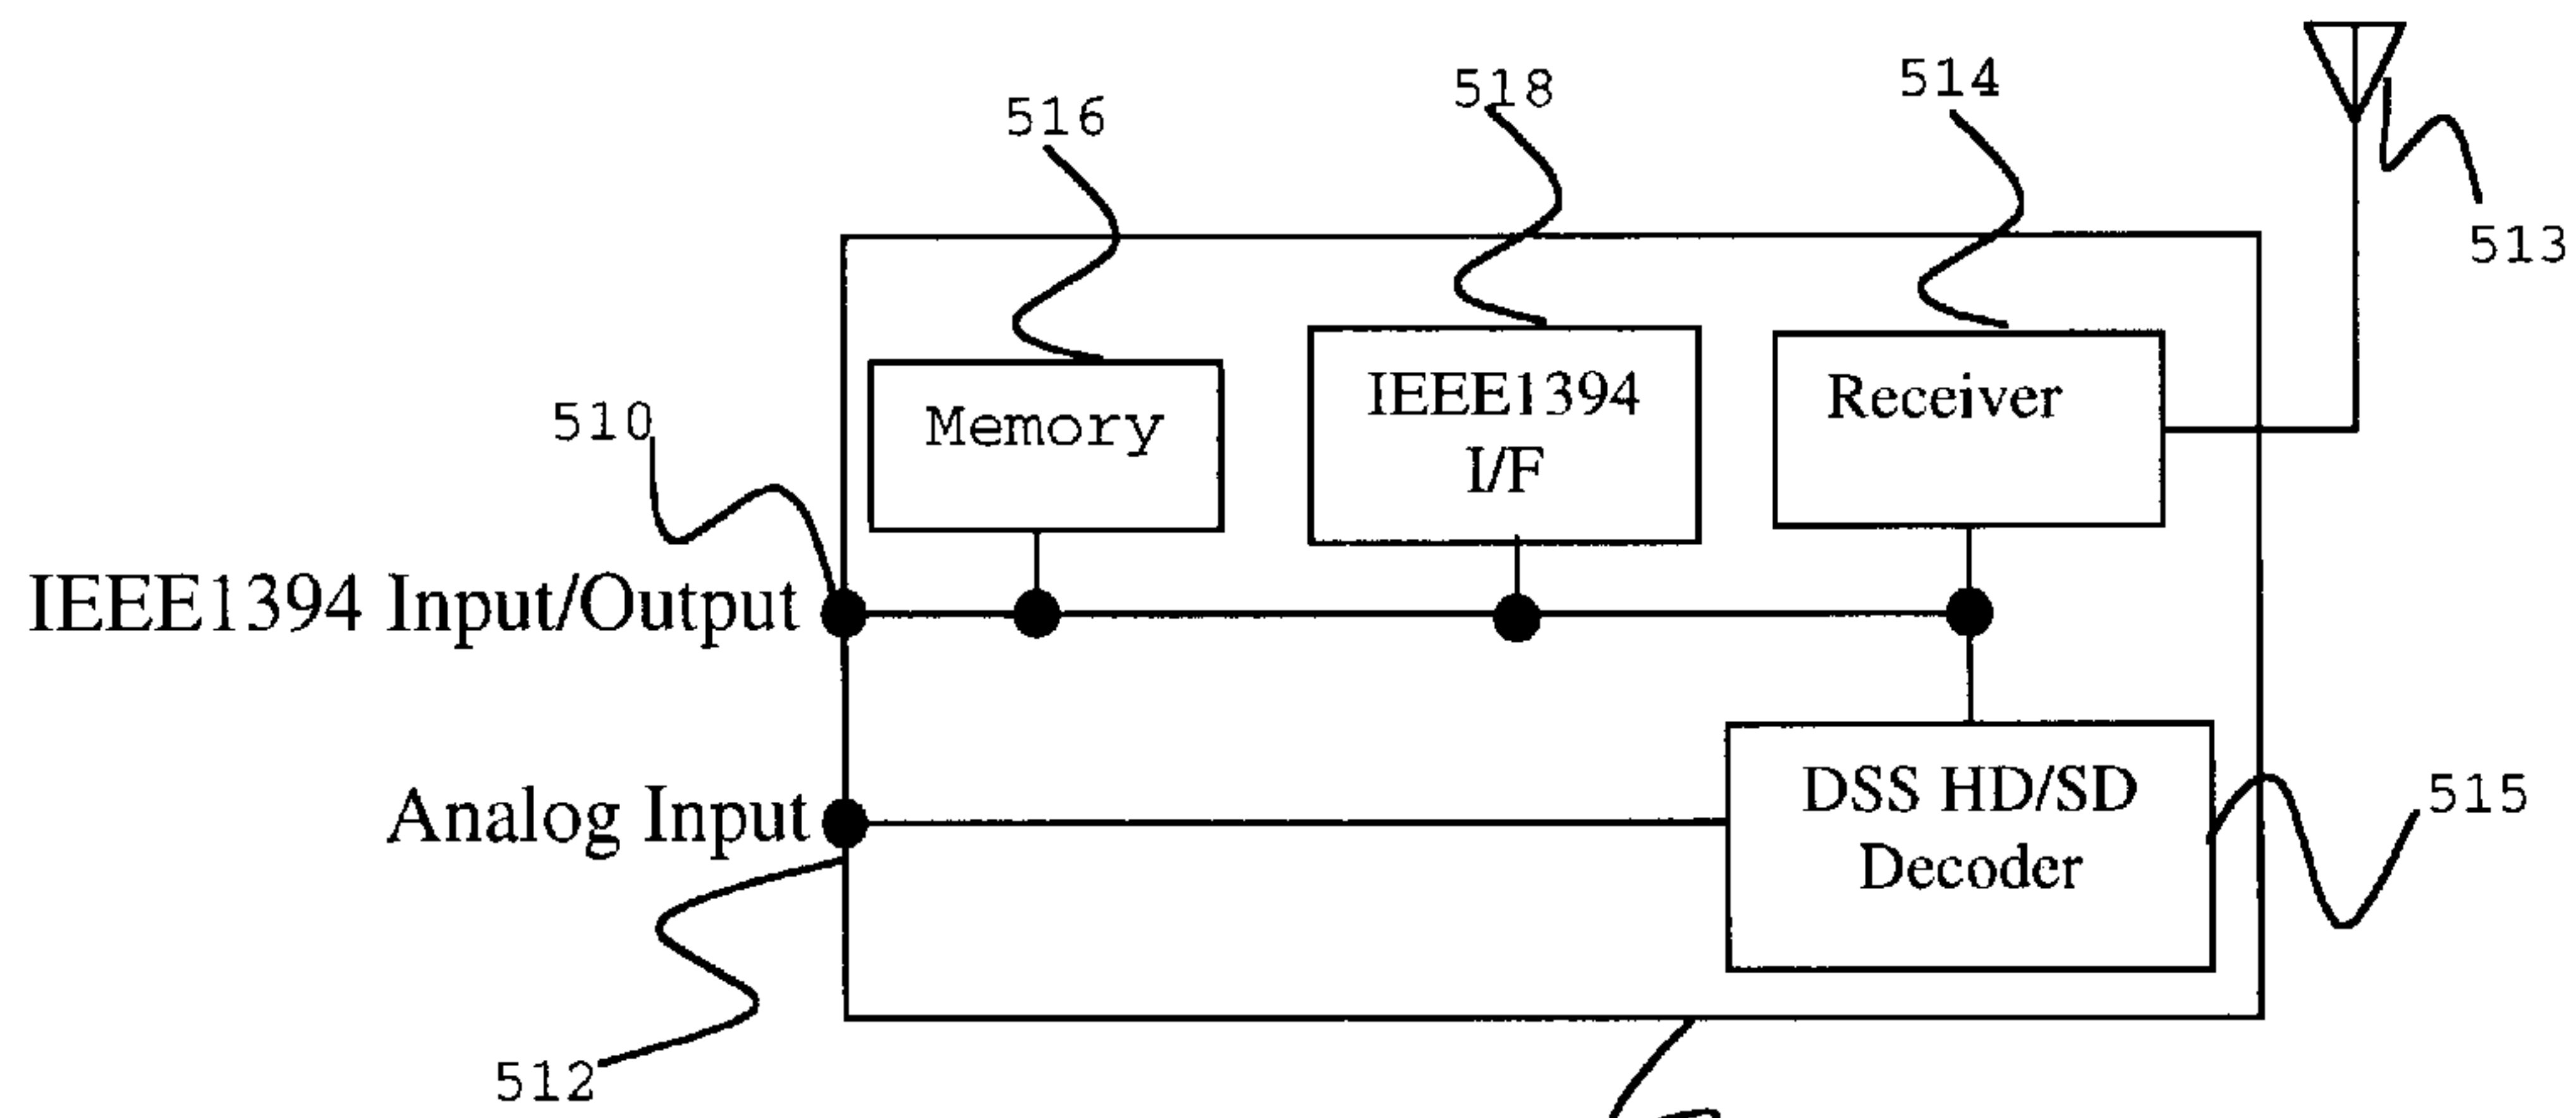 516
518
514
513
510
Memory
IEEE1394
I/F
Receiver
IEEE1394 Input/Output
Analog Input
DSS HD/SD
Decoder
515
512